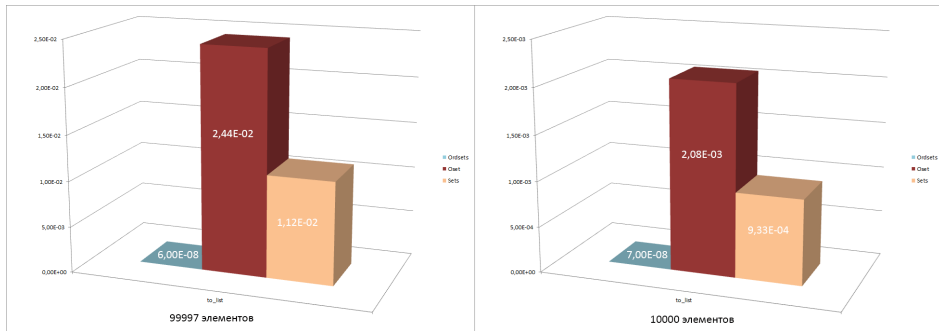 2,50E-02
2,00E-02
1,50E-02
1,00E-02
5,00E-03
0,00E+00
2,44E-02
1,12E-02
6,00E-08
to_list
Ordsets
Oset
Sets
99997 элементов
2,50E-03
2,00E-03
1,50E-03
1,00E-03
5,00E-04
0,00E+00
2,08E-03
9,33E-04
7,00E-08
to_list
Ordsets
Oset
Sets
10000 элементов